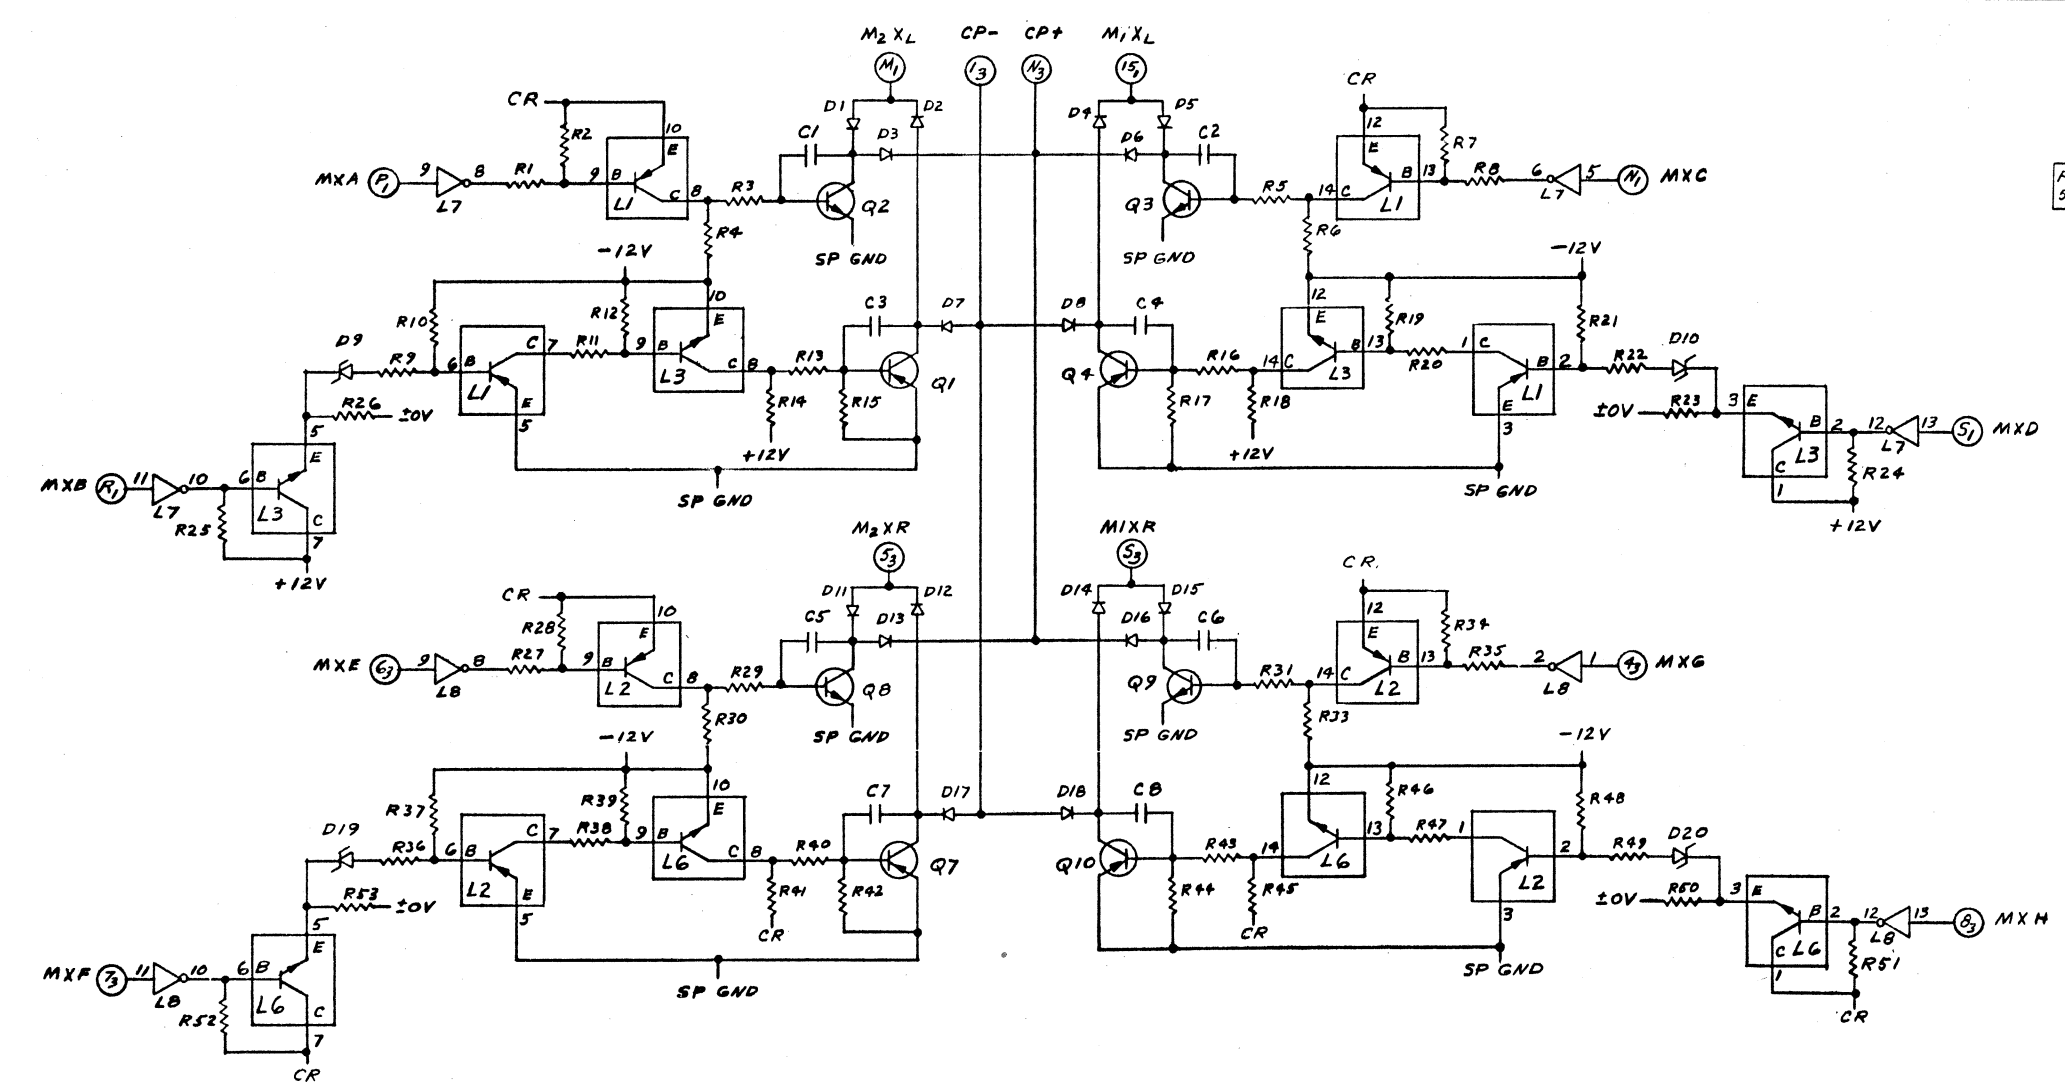 M2XL CP- CP+ M1XL
M1 13 N3 151
CR R2 10 E D1 D2 D4 D5 CR
C1 D3 D6 C2 12 E R7
MXA P1 9 L7 8 R1 9 B L1 C 8 R3 Q2 Q3 R5 14 C L1 B 13 R8 6 L7 5 N1 MXC
R4 SP GND SP GND R6
-12V -12V
R10 R12 10 E C3 D7 D8 C4 12 E R19 R21
D9 R9 6 B L1 C 7 R11 9 B L3 C 8 R13 Q1 Q4 R16 14 C L3 B 13 R20 1 C L1 B 2 R22 D10
R26 ±0V E 5 R14 R15 R17 R18 E 3 ±0V R23 3 E
5 E +12V +12V B 2 12 L7 13 S1 MXD
MXB R1 11 L7 10 6 B L3 C 7 SP GND SP GND C L3 1 R24
R25 +12V
+12V
M2XR M1XR
53 S3
CR R28 10 E D11 D12 D14 D15 CR.
C5 D13 D16 C6 12 E R34
MXE 63 9 L8 8 R27 9 B L2 C 8 R29 Q8 Q9 R31 14 C L2 B 13 R35 2 L8 1 43 MXG
R30 SP GND SP GND R33
-12V -12V
R37 R39 10 E C7 D17 D18 C8 12 R46 R48
D19 R36 6 B L2 C 7 R38 9 B L6 C 8 R40 Q7 Q10 R43 14 L6 13 R47 1 L2 2 R49 D20
R53 ±0V E 5 R41 R42 R44 R45 3 ±0V R50 3 E
5 E CR CR B 2 12 L8 13 83 MXH
MXF 73 11 L8 10 6 B L6 C 7 SP GND SP GND C L6 1 R51
R52 CR
CR